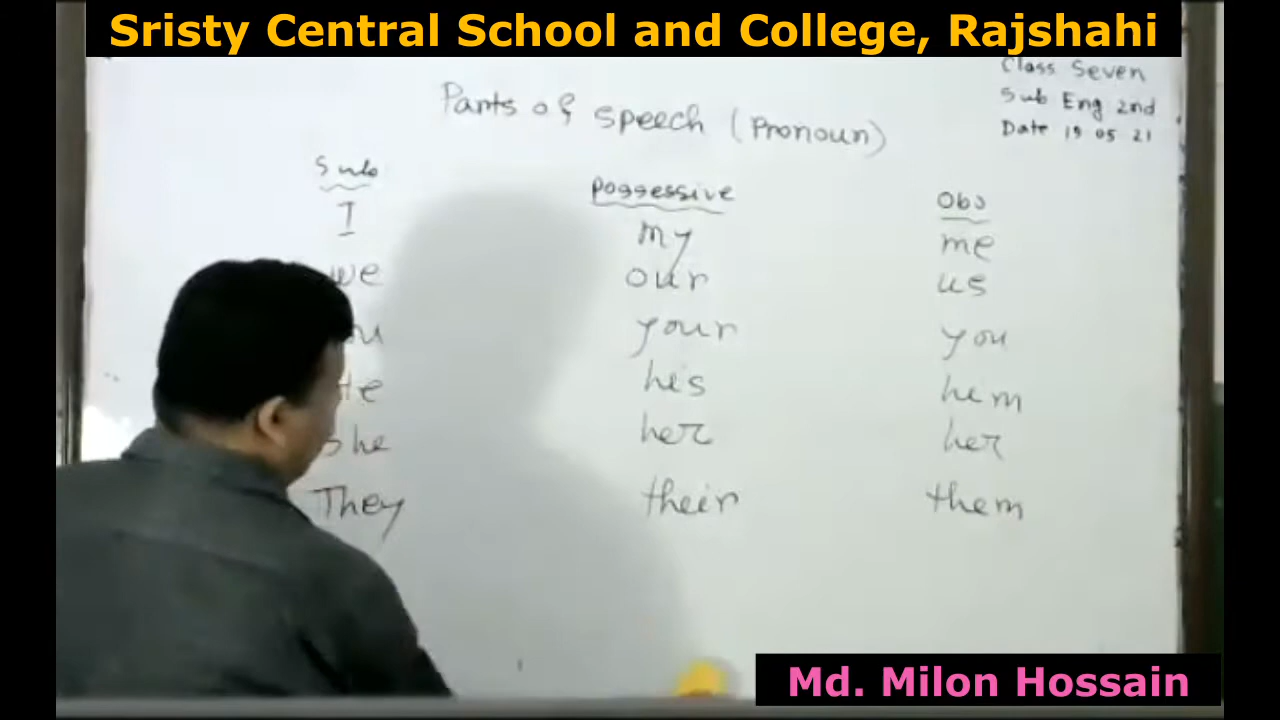 Sristy Central School and College, Rajshahi
Class Seven
Sub Eng 2nd
Date 19 05 21
Parts of speech (Pronoun)
Sub Possessive Obj
I my me
we our us
your you
He his him
She her her
They their them
Md. Milon Hossain